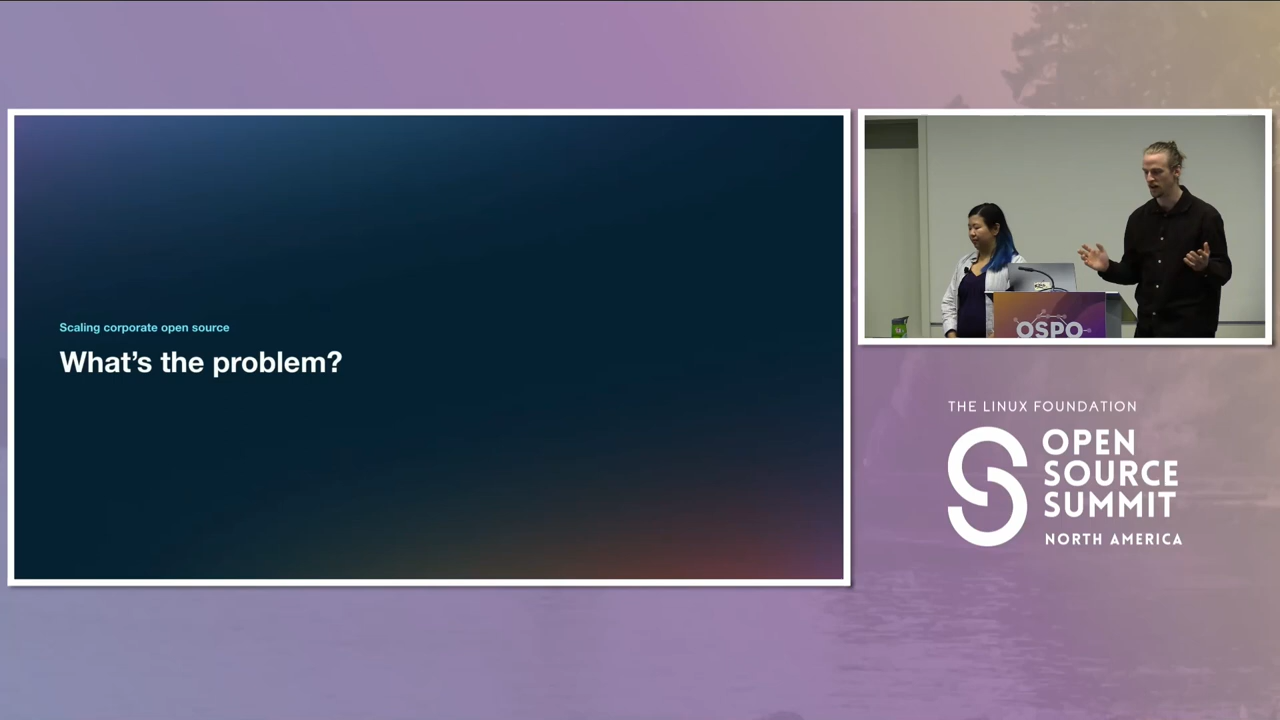 Scaling corporate open source
What's the problem?
OSPO
THE LINUX FOUNDATION
OPEN
SOURCE
SUMMIT
NORTH AMERICA